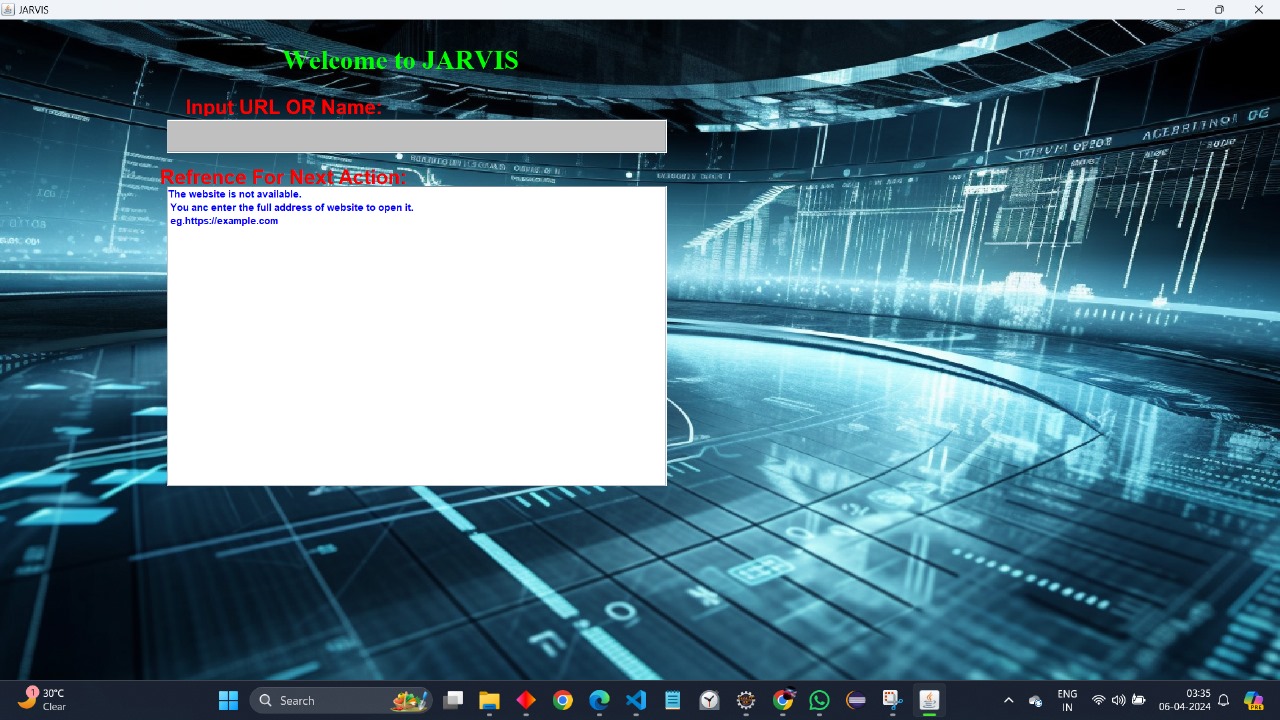 JARVIS
Welcome to JARVIS
Input URL OR Name:
Refrence For Next Action:
The website is not available.
You anc enter the full address of website to open it.
eg.https://example.com
1
30°C
Clear
Search
ENG
IN
03:35
06-04-2024
PRE